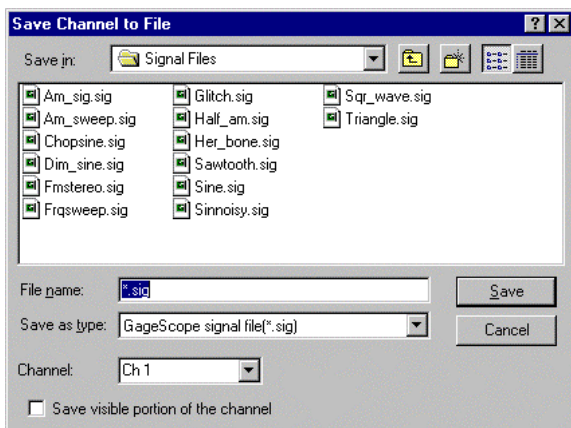 Save Channel to File
Save in: Signal Files
Am_sig.sig Glitch.sig Sqr_wave.sig
Am_sweep.sig Half_am.sig Triangle.sig
Chopsine.sig Her_bone.sig
Dim_sine.sig Sawtooth.sig
Fmstereo.sig Sine.sig
Frqsweep.sig Sinnoisy.sig
File name: *.sig Save
Save as type: GageScope signal file(*.sig) Cancel
Channel: Ch 1
Save visible portion of the channel